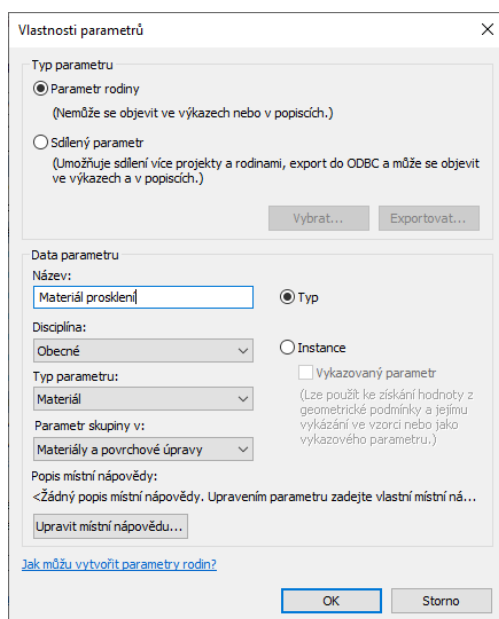 Vlastnosti parametrů
Typ parametru
Parametr rodiny
(Nemůže se objevit ve výkazech nebo v popiscích.)
Sdílený parametr
(Umožňuje sdílení více projekty a rodinami, export do ODBC a může se objevit
ve výkazech a v popiscích.)
Vybrat...
Exportovat...
Data parametru
Název:
Materiál prosklení
Typ
Disciplína:
Obecné
Instance
Vykazovaný parametr
(Lze použít ke získání hodnoty z
geometrické podmínky a jejímu
vykázání ve vzorci nebo jako
výkazového parametru.)
Typ parametru:
Materiál
Parametr skupiny v:
Materiály a povrchové úpravy
Popis místní nápovědy:
<Žádný popis místní nápovědy. Upravením parametru zadejte vlastní místní ná...
Upravit místní nápovědu...
Jak můžu vytvořit parametry rodin?
OK
Storno